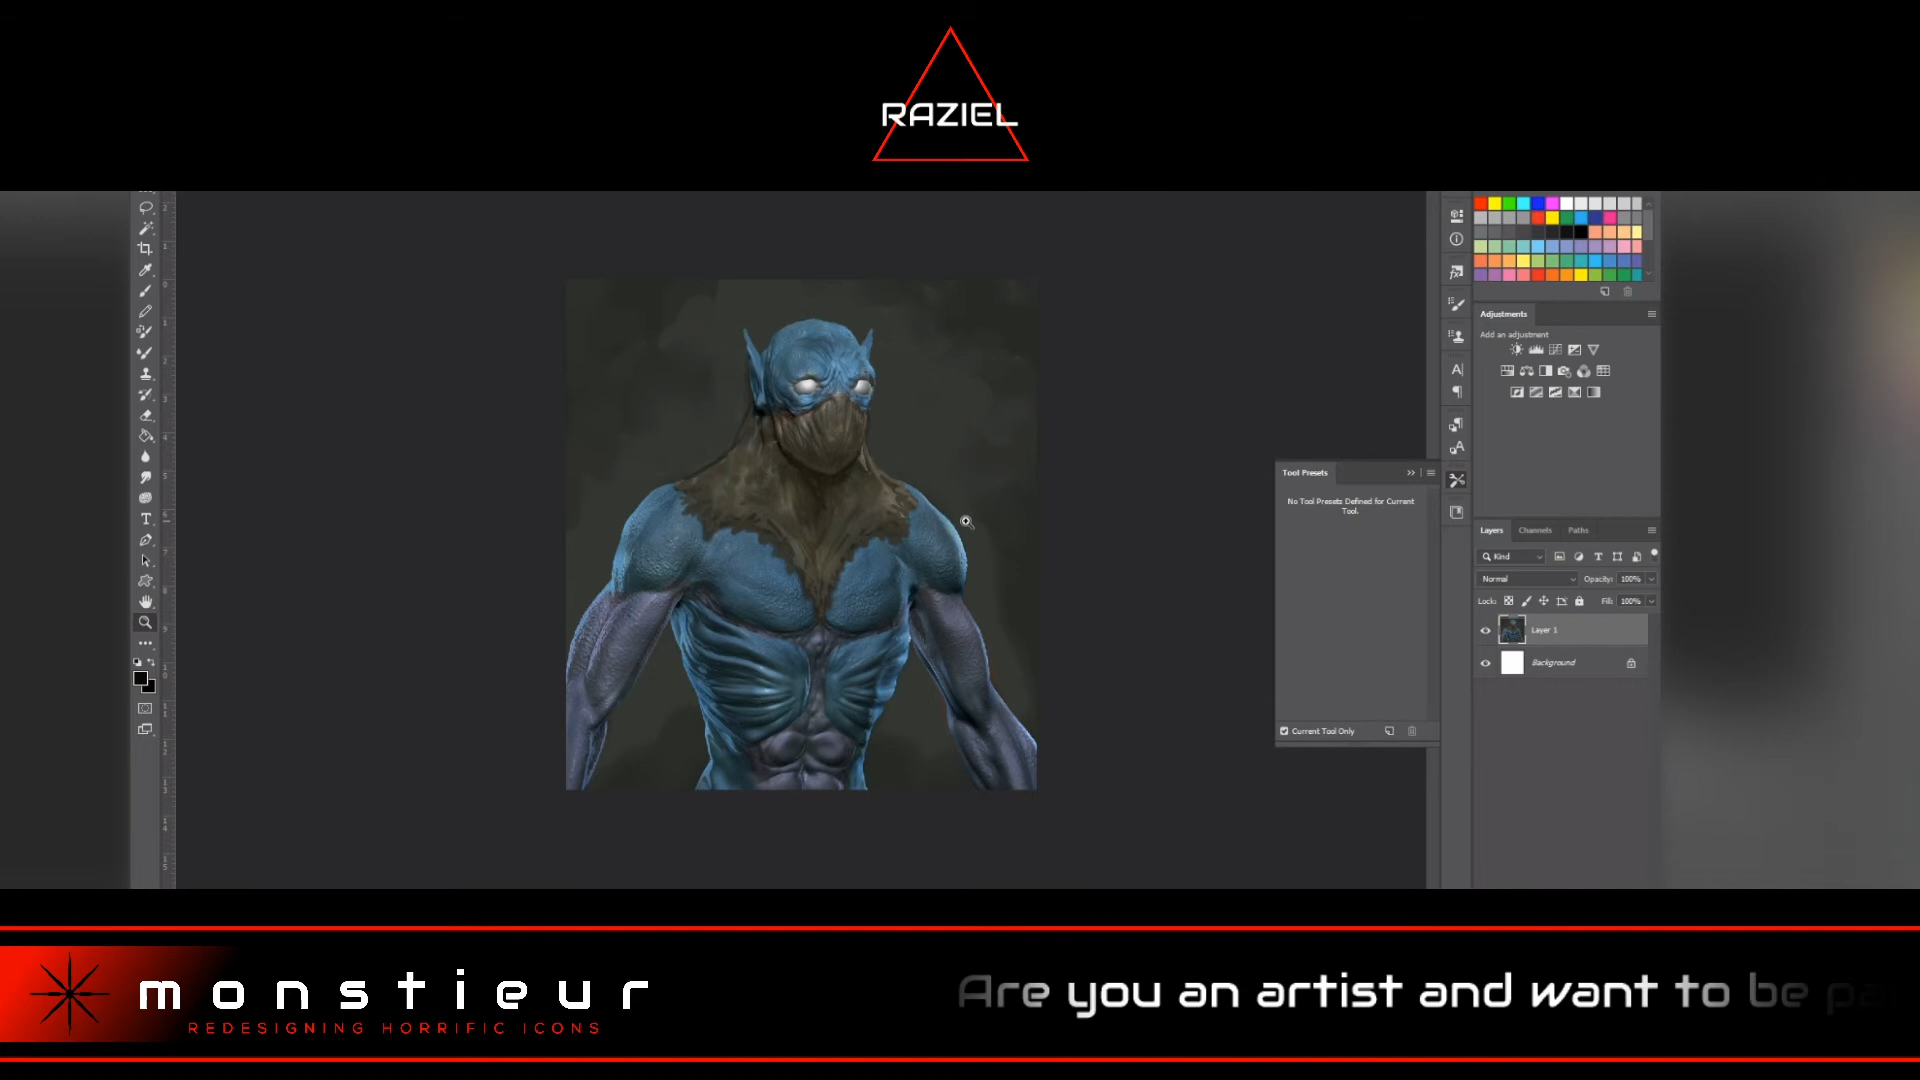 RAZIEL
Adjustments
Add an adjustment
Tool Presets
No Tool Presets Defined for Current
Tool.
Current Tool Only
Layers Channels Paths
Kind
Normal Opacity: 100%
Lock: Fill: 100%
Layer 1
Background
monstieur
REDESIGNING HORRIFIC ICONS
Are you an artist and want to be pa